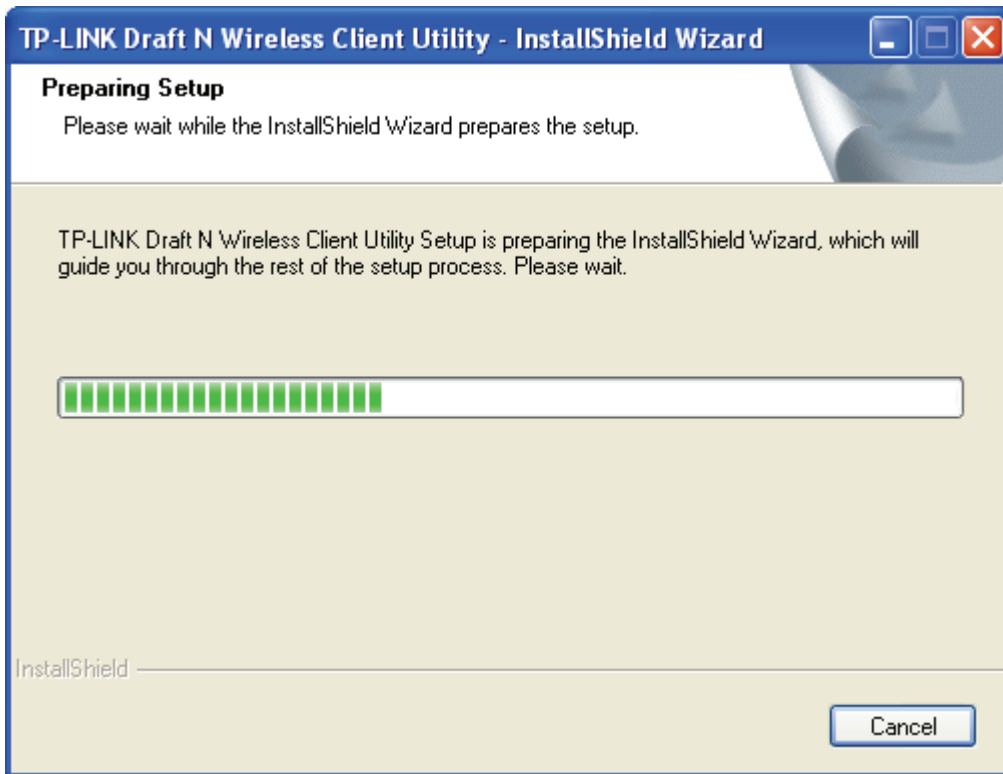 TP-LINK Draft N Wireless Client Utility - InstallShield Wizard
Preparing Setup
Please wait while the InstallShield Wizard prepares the setup.
TP-LINK Draft N Wireless Client Utility Setup is preparing the InstallShield Wizard, which will
guide you through the rest of the setup process. Please wait.
InstallShield
Cancel